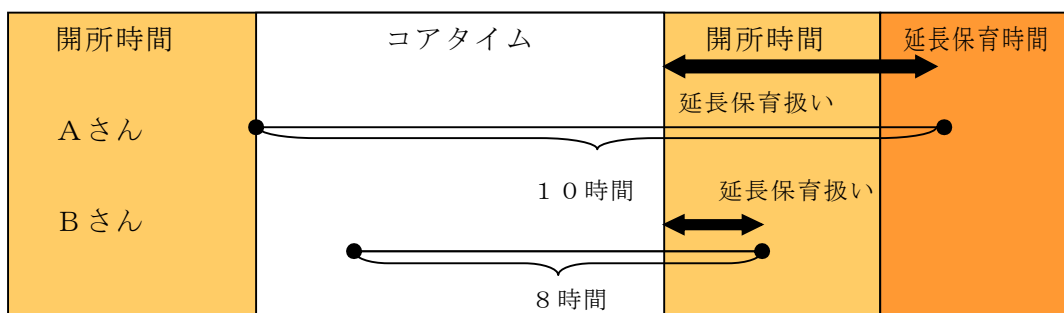 開所時間
コアタイム
開所時間
延長保育時間
延長保育扱い
Ａさん
１０時間
延長保育扱い
Ｂさん
８時間